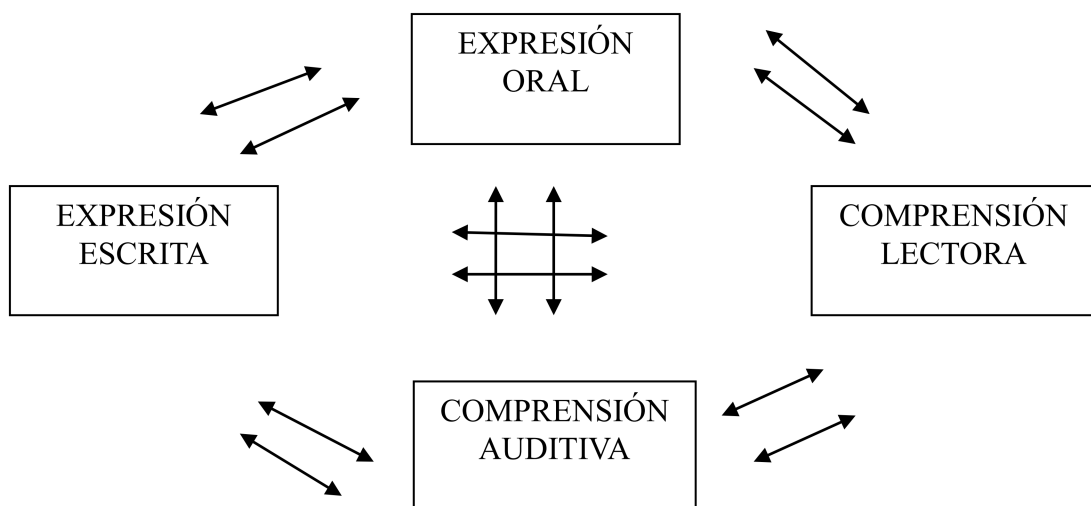 EXPRESIÓN
ORAL
EXPRESIÓN
ESCRITA
COMPRENSIÓN
LECTORA
COMPRENSIÓN
AUDITIVA